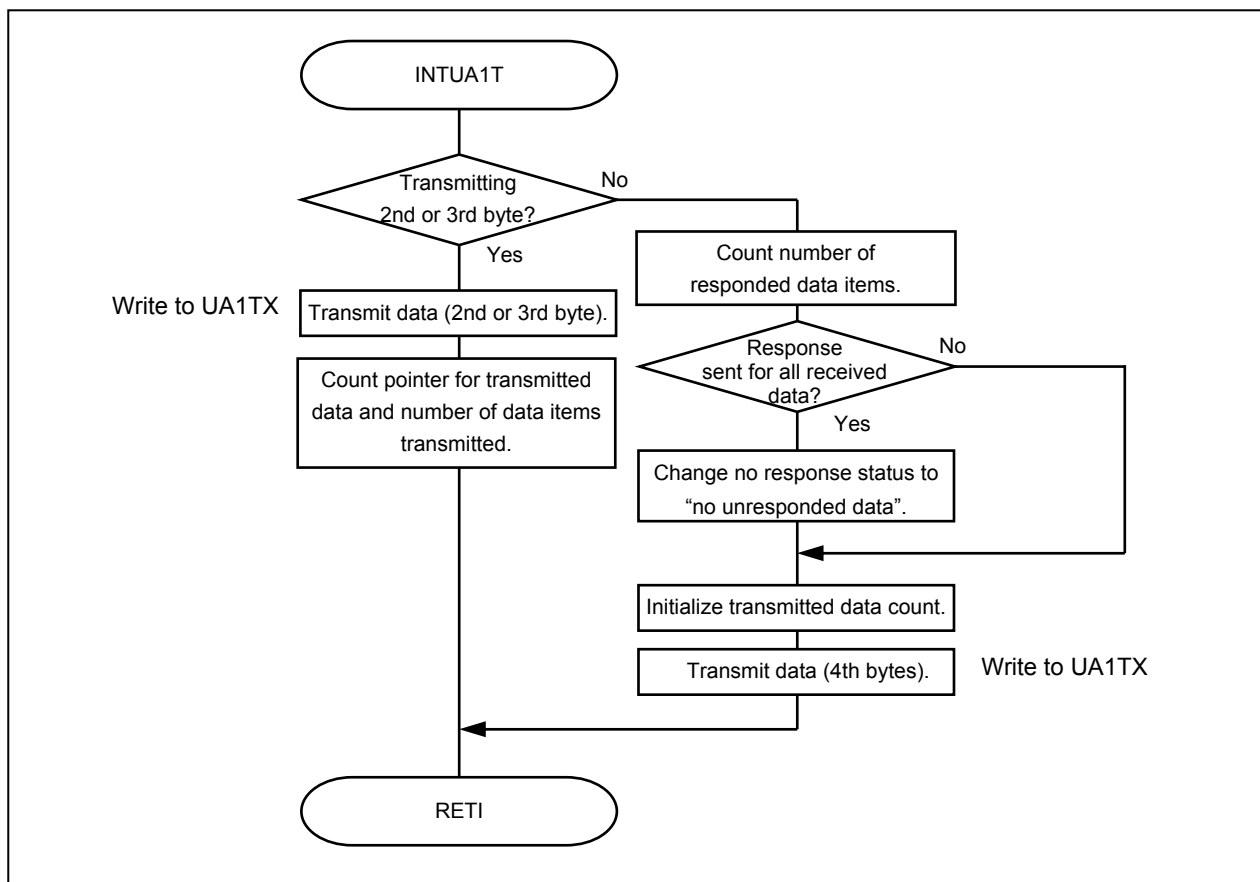 INTUA1T
Transmitting
2nd or 3rd byte?
No
Yes
Write to UA1TX
Transmit data (2nd or 3rd byte).
Count pointer for transmitted
data and number of data items
transmitted.
Count number of
responded data items.
Response
sent for all received
data?
No
Yes
Change no response status to
“no unresponded data”.
Initialize transmitted data count.
Transmit data (4th bytes).
Write to UA1TX
RETI